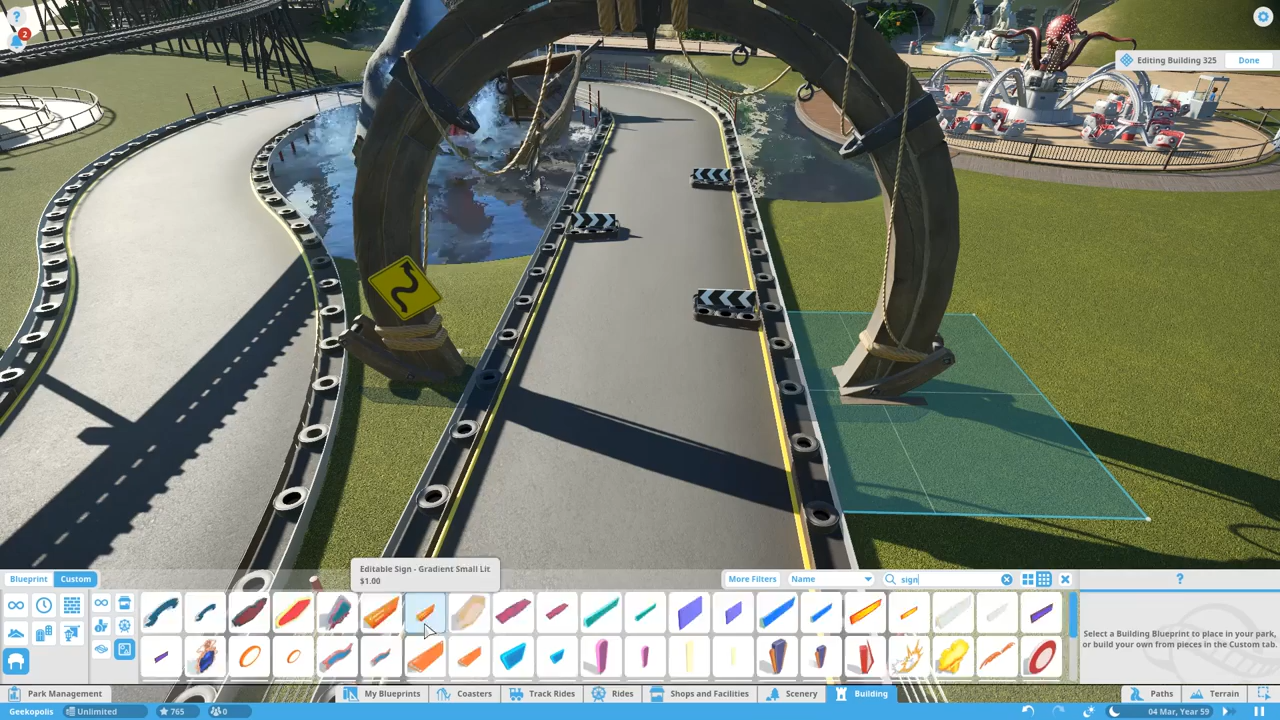 ?
2
Editing Building 325
Done
Editable Sign - Gradient Small Lit
$1.00
Blueprint
Custom
More Filters
Name
sign
?
Select a Building Blueprint to place in your park,
or build your own from pieces in the Custom tab.
Park Management
My Blueprints
Coasters
Track Rides
Rides
Shops and Facilities
Scenery
Building
Paths
Terrain
Geekopolis
Unlimited
765
0
04 Mar, Year 59